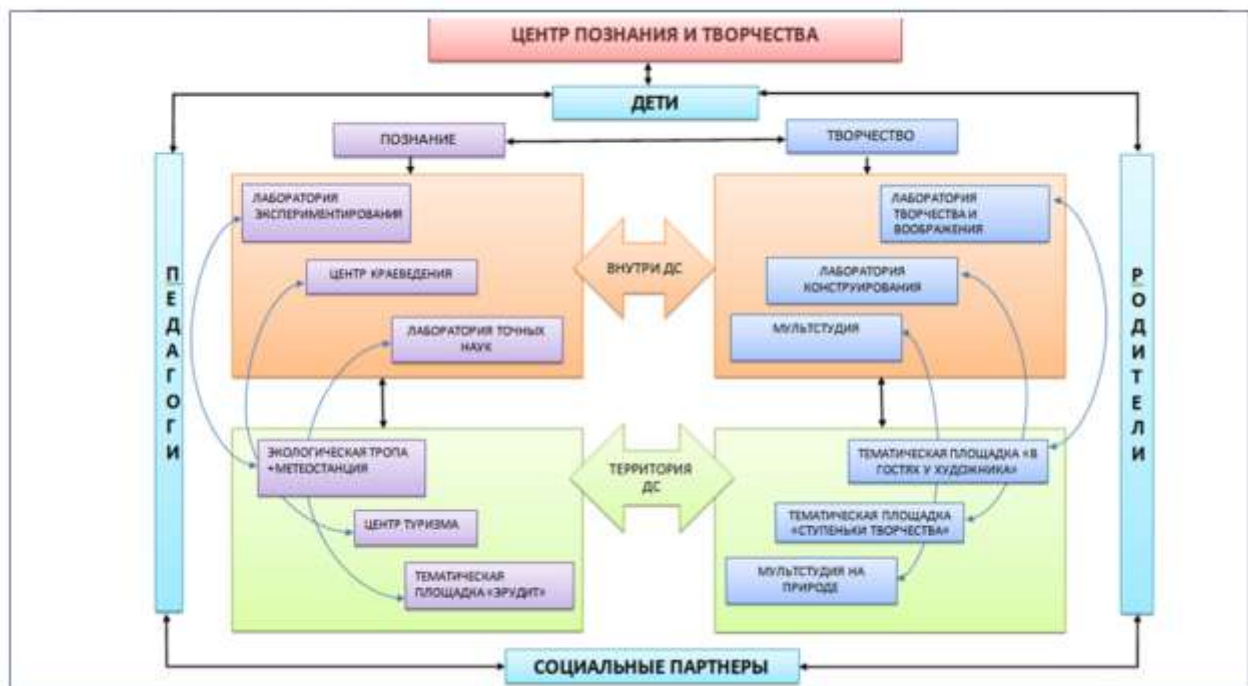 ЦЕНТР ПОЗНАНИЯ И ТВОРЧЕСТВА
ДЕТИ
ПОЗНАНИЕ
ТВОРЧЕСТВО
ПЕДАГОГИ
ЛАБОРАТОРИЯ
ЭКСПЕРИМЕНТИРОВАНИЯ
ЦЕНТР КРАЕВЕДЕНИЯ
ЛАБОРАТОРИЯ ТОЧНЫХ
НАУК
ВНУТРИ ДС
ЛАБОРАТОРИЯ
ТВОРЧЕСТВА И
ВООБРАЖЕНИЯ
ЛАБОРАТОРИЯ
КОНСТРУИРОВАНИЯ
МУЛЬТСТУДИЯ
РОДИТЕЛИ
ЭКОЛОГИЧЕСКАЯ ТРОПА
+МЕТЕОСТАНЦИЯ
ЦЕНТР ТУРИЗМА
ТЕМАТИЧЕСКАЯ
ПЛОЩАДКА «ЭРУДИТ»
ТЕРРИТОРИЯ
ДС
ТЕМАТИЧЕСКАЯ ПЛОЩАДКА «В
ГОСТЯХ У ХУДОЖНИКА»
ТЕМАТИЧЕСКАЯ ПЛОЩАДКА
«СТУПЕНЬКИ ТВОРЧЕСТВА»
МУЛЬТСТУДИЯ НА
ПРИРОДЕ
СОЦИАЛЬНЫЕ ПАРТНЕРЫ